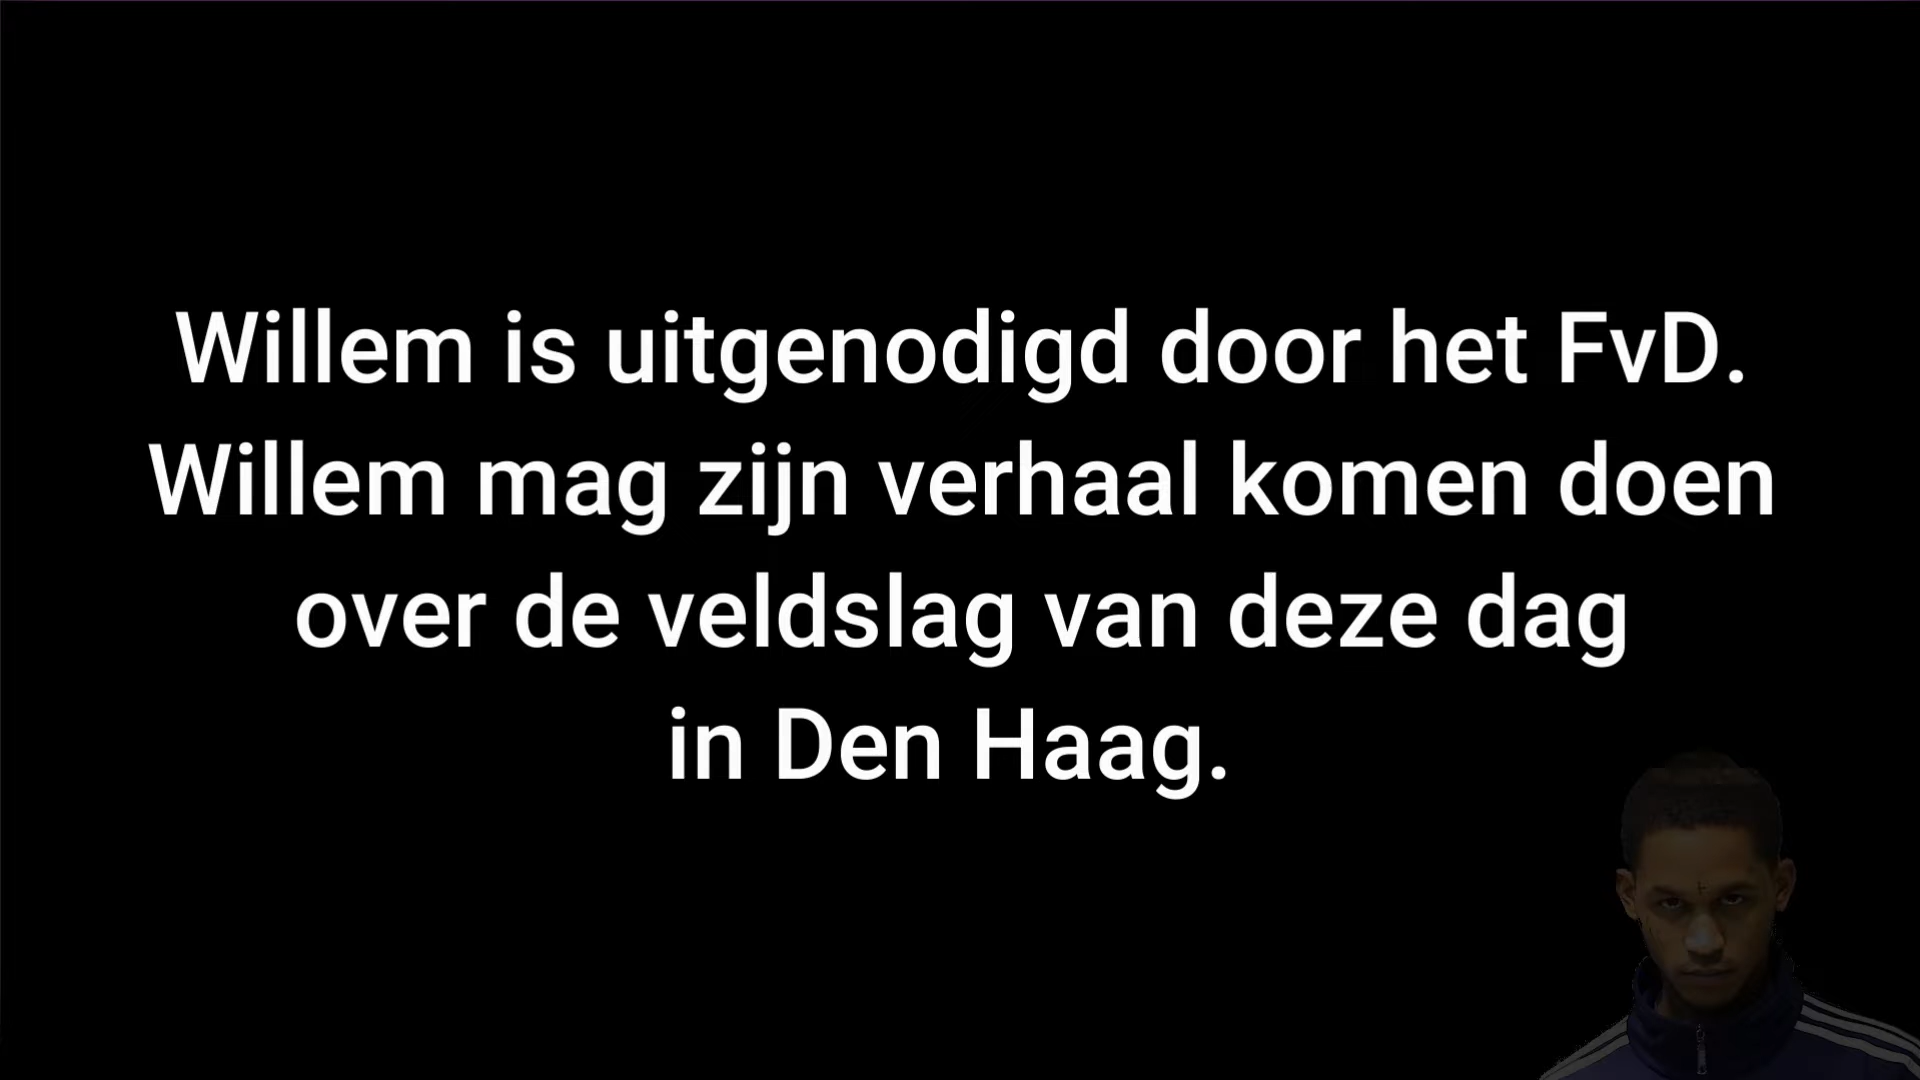 Willem is uitgenodigd door het FvD.
Willem mag zijn verhaal komen doen
over de veldslag van deze dag
in Den Haag.